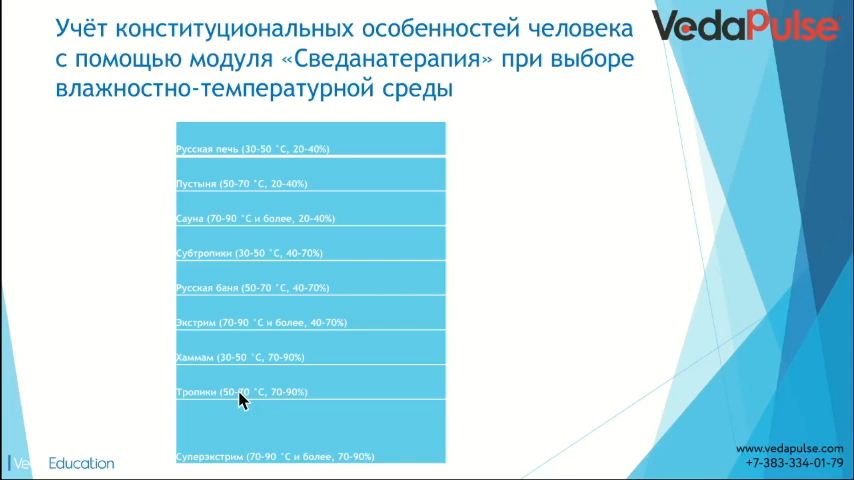 Учёт конституциональных особенностей человека
с помощью модуля «Сведанатерапия» при выборе
влажностно-температурной среды
VedaPulse
Русская печь (30-50 °C, 20-40%)
Пустыня (50-70 °C, 20-40%)
Сауна (70-90 °C и более, 20-40%)
Субтропики (30-50 °C, 40-70%)
Русская баня (50-70 °C, 40-70%)
Экстрим (70-90 °C и более, 40-70%)
Хаммам (30-50 °C, 70-90%)
Тропики (50-70 °C, 70-90%)
Суперэкстрим (70-90 °C и более, 70-90%)
Education
www.vedapulse.com
+7-383-334-01-79